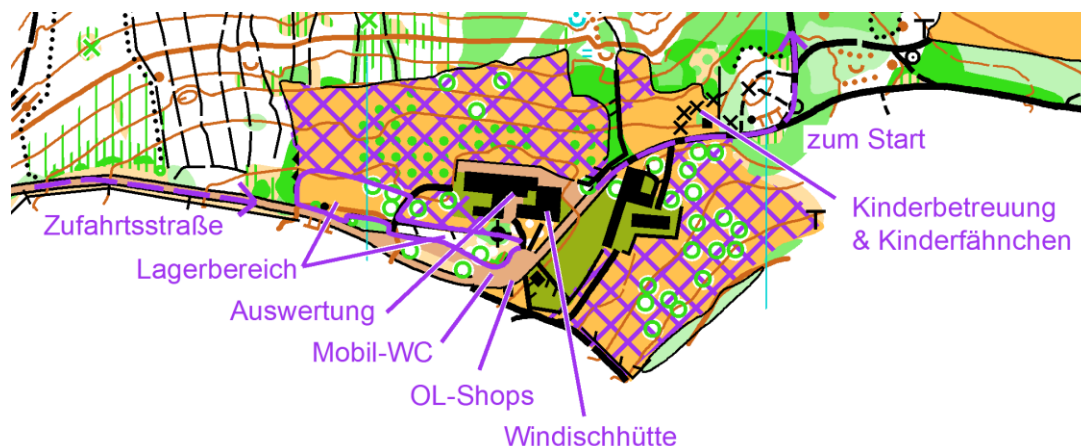 zum Start
Kinderbetreuung
& Kinderfähnchen
Zufahrtsstraße
Lagerbereich
Auswertung
Mobil-WC
OL-Shops
Windischhütte